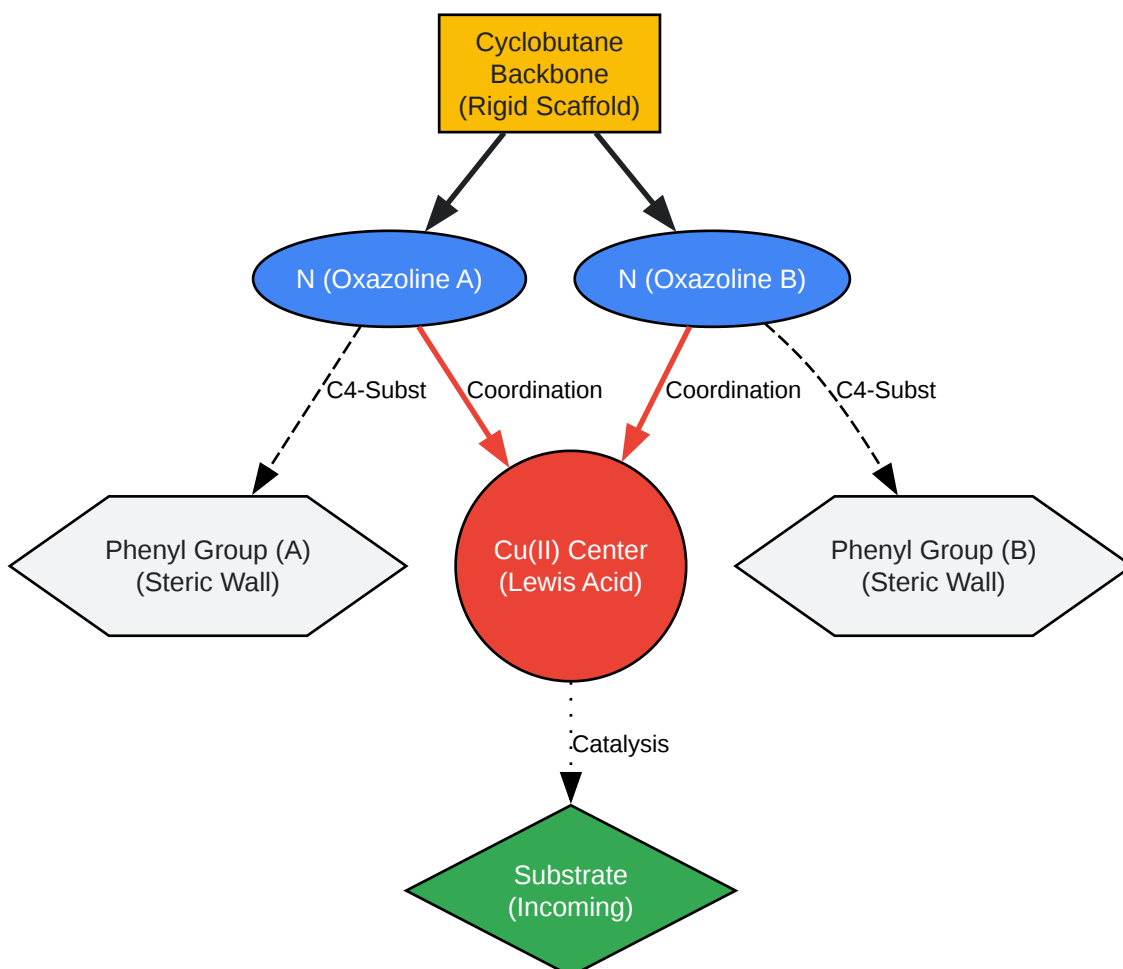 Cyclobutane
Backbone
(Rigid Scaffold)
N (Oxazoline A)
N (Oxazoline B)
C4-Subst
Coordination
Coordination
C4-Subst
Phenyl Group (A)
(Steric Wall)
Cu(II) Center
(Lewis Acid)
Phenyl Group (B)
(Steric Wall)
Catalysis
Substrate
(Incoming)